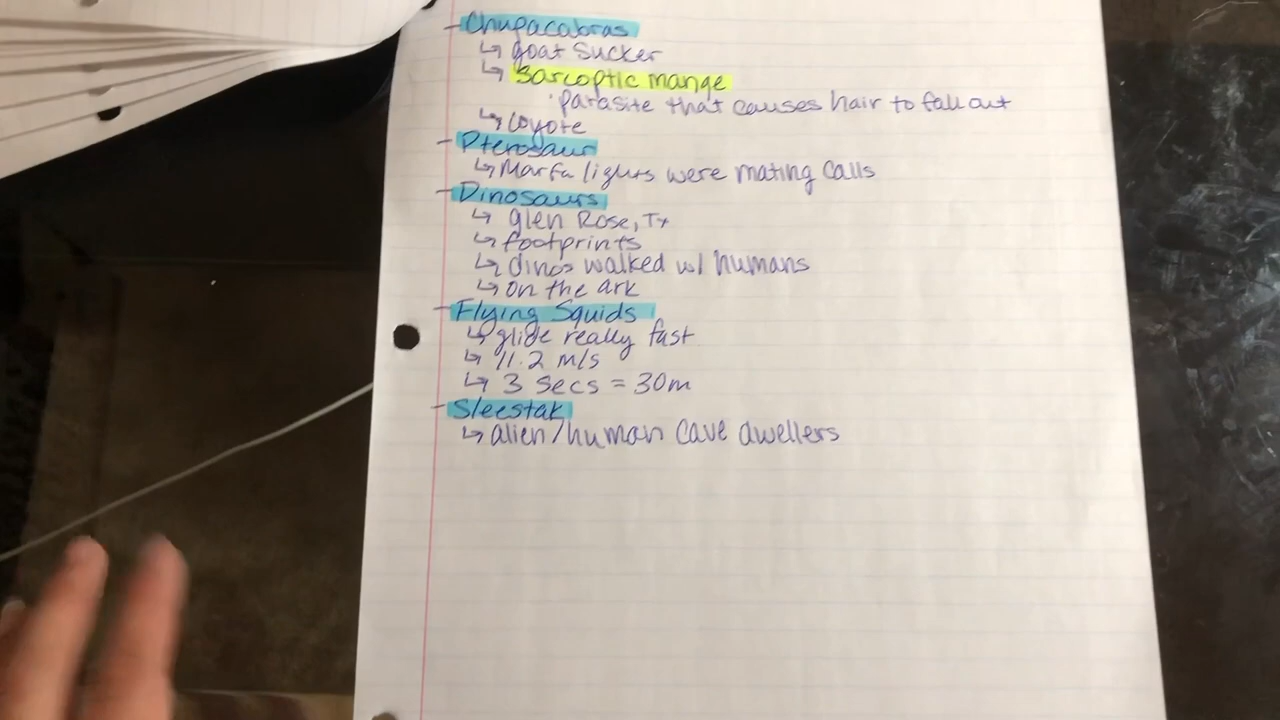 - Chupacabras
↳ goat sucker
↳ Sarcoptic mange
· parasite that causes hair to fall out
↳ coyote
- Pterosaur
↳ Marfa lights were mating calls
- Dinosaurs
↳ Glen Rose, Tx
↳ footprints
↳ dinos walked w/ humans
↳ on the ark
- Flying Squids
↳ glide really fast
↳ 11.2 m/s
↳ 3 secs = 30m
- Sleestak
↳ alien/human cave dwellers